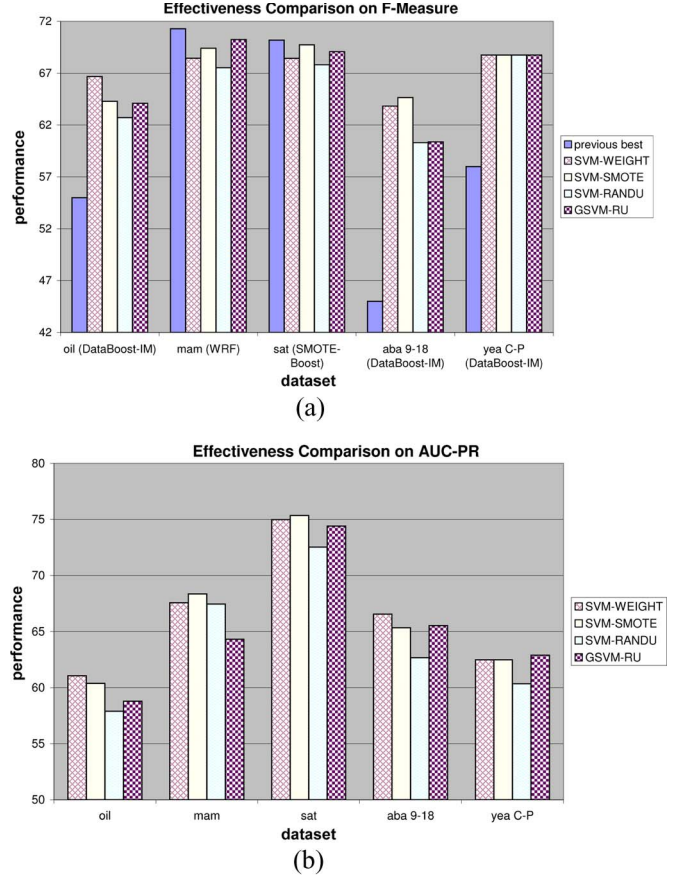 Effectiveness Comparison on F-Measure
72
67
62
57
52
47
42
performance
oil (DataBoost-IM)
mam (WRF)
sat (SMOTE-
Boost)
aba 9-18
(DataBoost-IM)
yea C-P
(DataBoost-IM)
dataset
previous best
SVM-WEIGHT
SVM-SMOTE
SVM-RANDU
GSVM-RU
(a)
Effectiveness Comparison on AUC-PR
80
75
70
65
60
55
50
performance
oil
mam
sat
aba 9-18
yea C-P
dataset
SVM-WEIGHT
SVM-SMOTE
SVM-RANDU
GSVM-RU
(b)